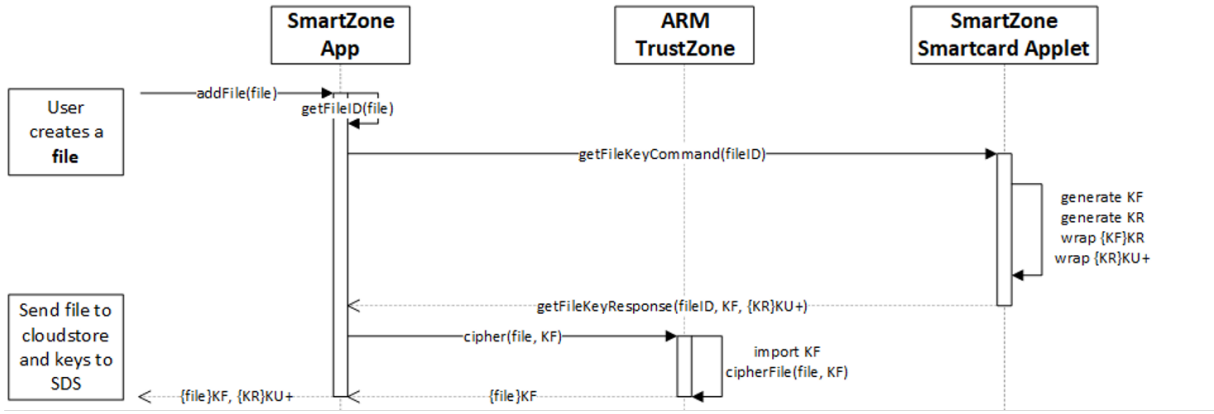 SmartZone
App
ARM
TrustZone
SmartZone
Smartcard Applet
User
creates a
file
addFile(file)
getFileID(file)
getFileKeyCommand(fileID)
generate KF
generate KR
wrap {KF}KR
wrap {KR}KU+
Send file to
cloudstore
and keys to
SDS
getFileKeyResponse(fileID, KF, {KR}KU+)
cipher(file, KF)
import KF
cipherFile(file, KF)
{file}KF, {KR}KU+
{file}KF